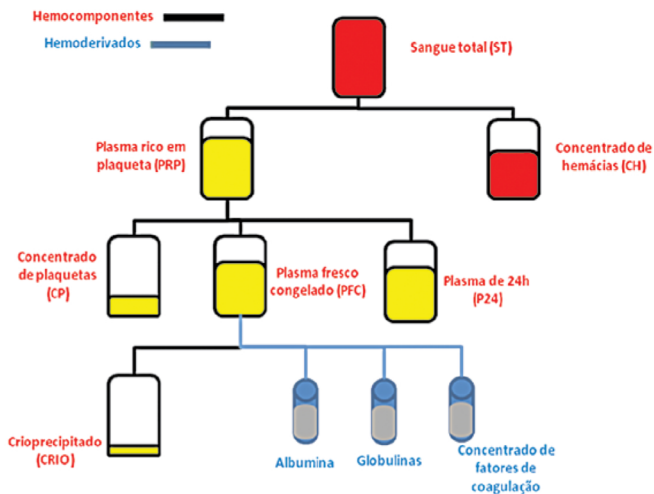 Hemocomponentes
Hemoderivados
Sangue total (ST)
Plasma rico em
plaqueta (PRP)
Concentrado de
hemácias (CH)
Concentrado
de plaquetas
(CP)
Plasma fresco
congelado (PFC)
Plasma de 24h
(P24)
Crioprecipitado
(CRIO)
Albumina
Globulinas
Concentrado de
fatores de
coagulação